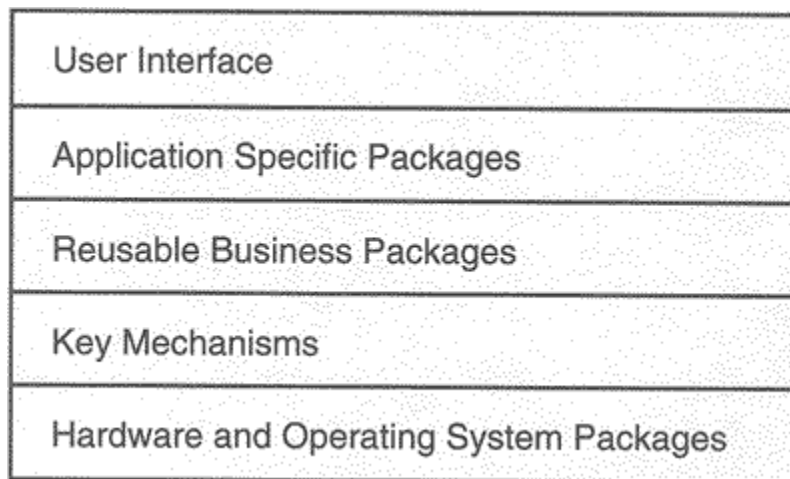 User Interface
Application Specific Packages
Reusable Business Packages
Key Mechanisms
Hardware and Operating System Packages